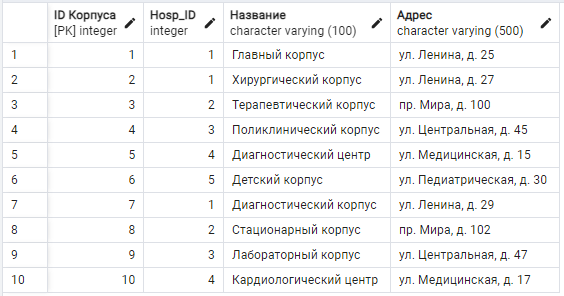 ID Корпуса Hosp_ID Название Адрес
[PK] integer integer character varying (100) character varying (500)
1 1 1 Главный корпус ул. Ленина, д. 25
2 2 1 Хирургический корпус ул. Ленина, д. 27
3 3 2 Терапевтический корпус пр. Мира, д. 100
4 4 3 Поликлинический корпус ул. Центральная, д. 45
5 5 4 Диагностический центр ул. Медицинская, д. 15
6 6 5 Детский корпус ул. Педиатрическая, д. 30
7 7 1 Диагностический корпус ул. Ленина, д. 29
8 8 2 Стационарный корпус пр. Мира, д. 102
9 9 3 Лабораторный корпус ул. Центральная, д. 47
10 10 4 Кардиологический центр ул. Медицинская, д. 17